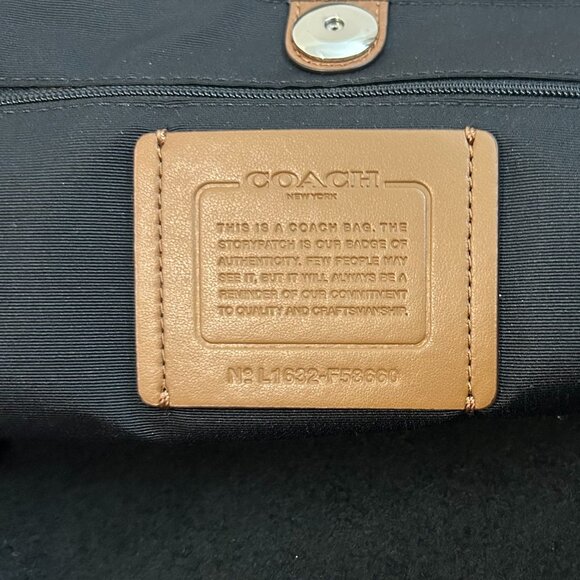 COACH
NEW YORK
THIS IS A COACH BAG. THE
STORYPATCH IS OUR BADGE OF
AUTHENTICITY. FEW PEOPLE MAY
SEE IT, BUT IT WILL ALWAYS BE A
REMINDER OF OUR COMMITMENT
TO QUALITY AND CRAFTSMANSHIP.
Nº L1632-F58660